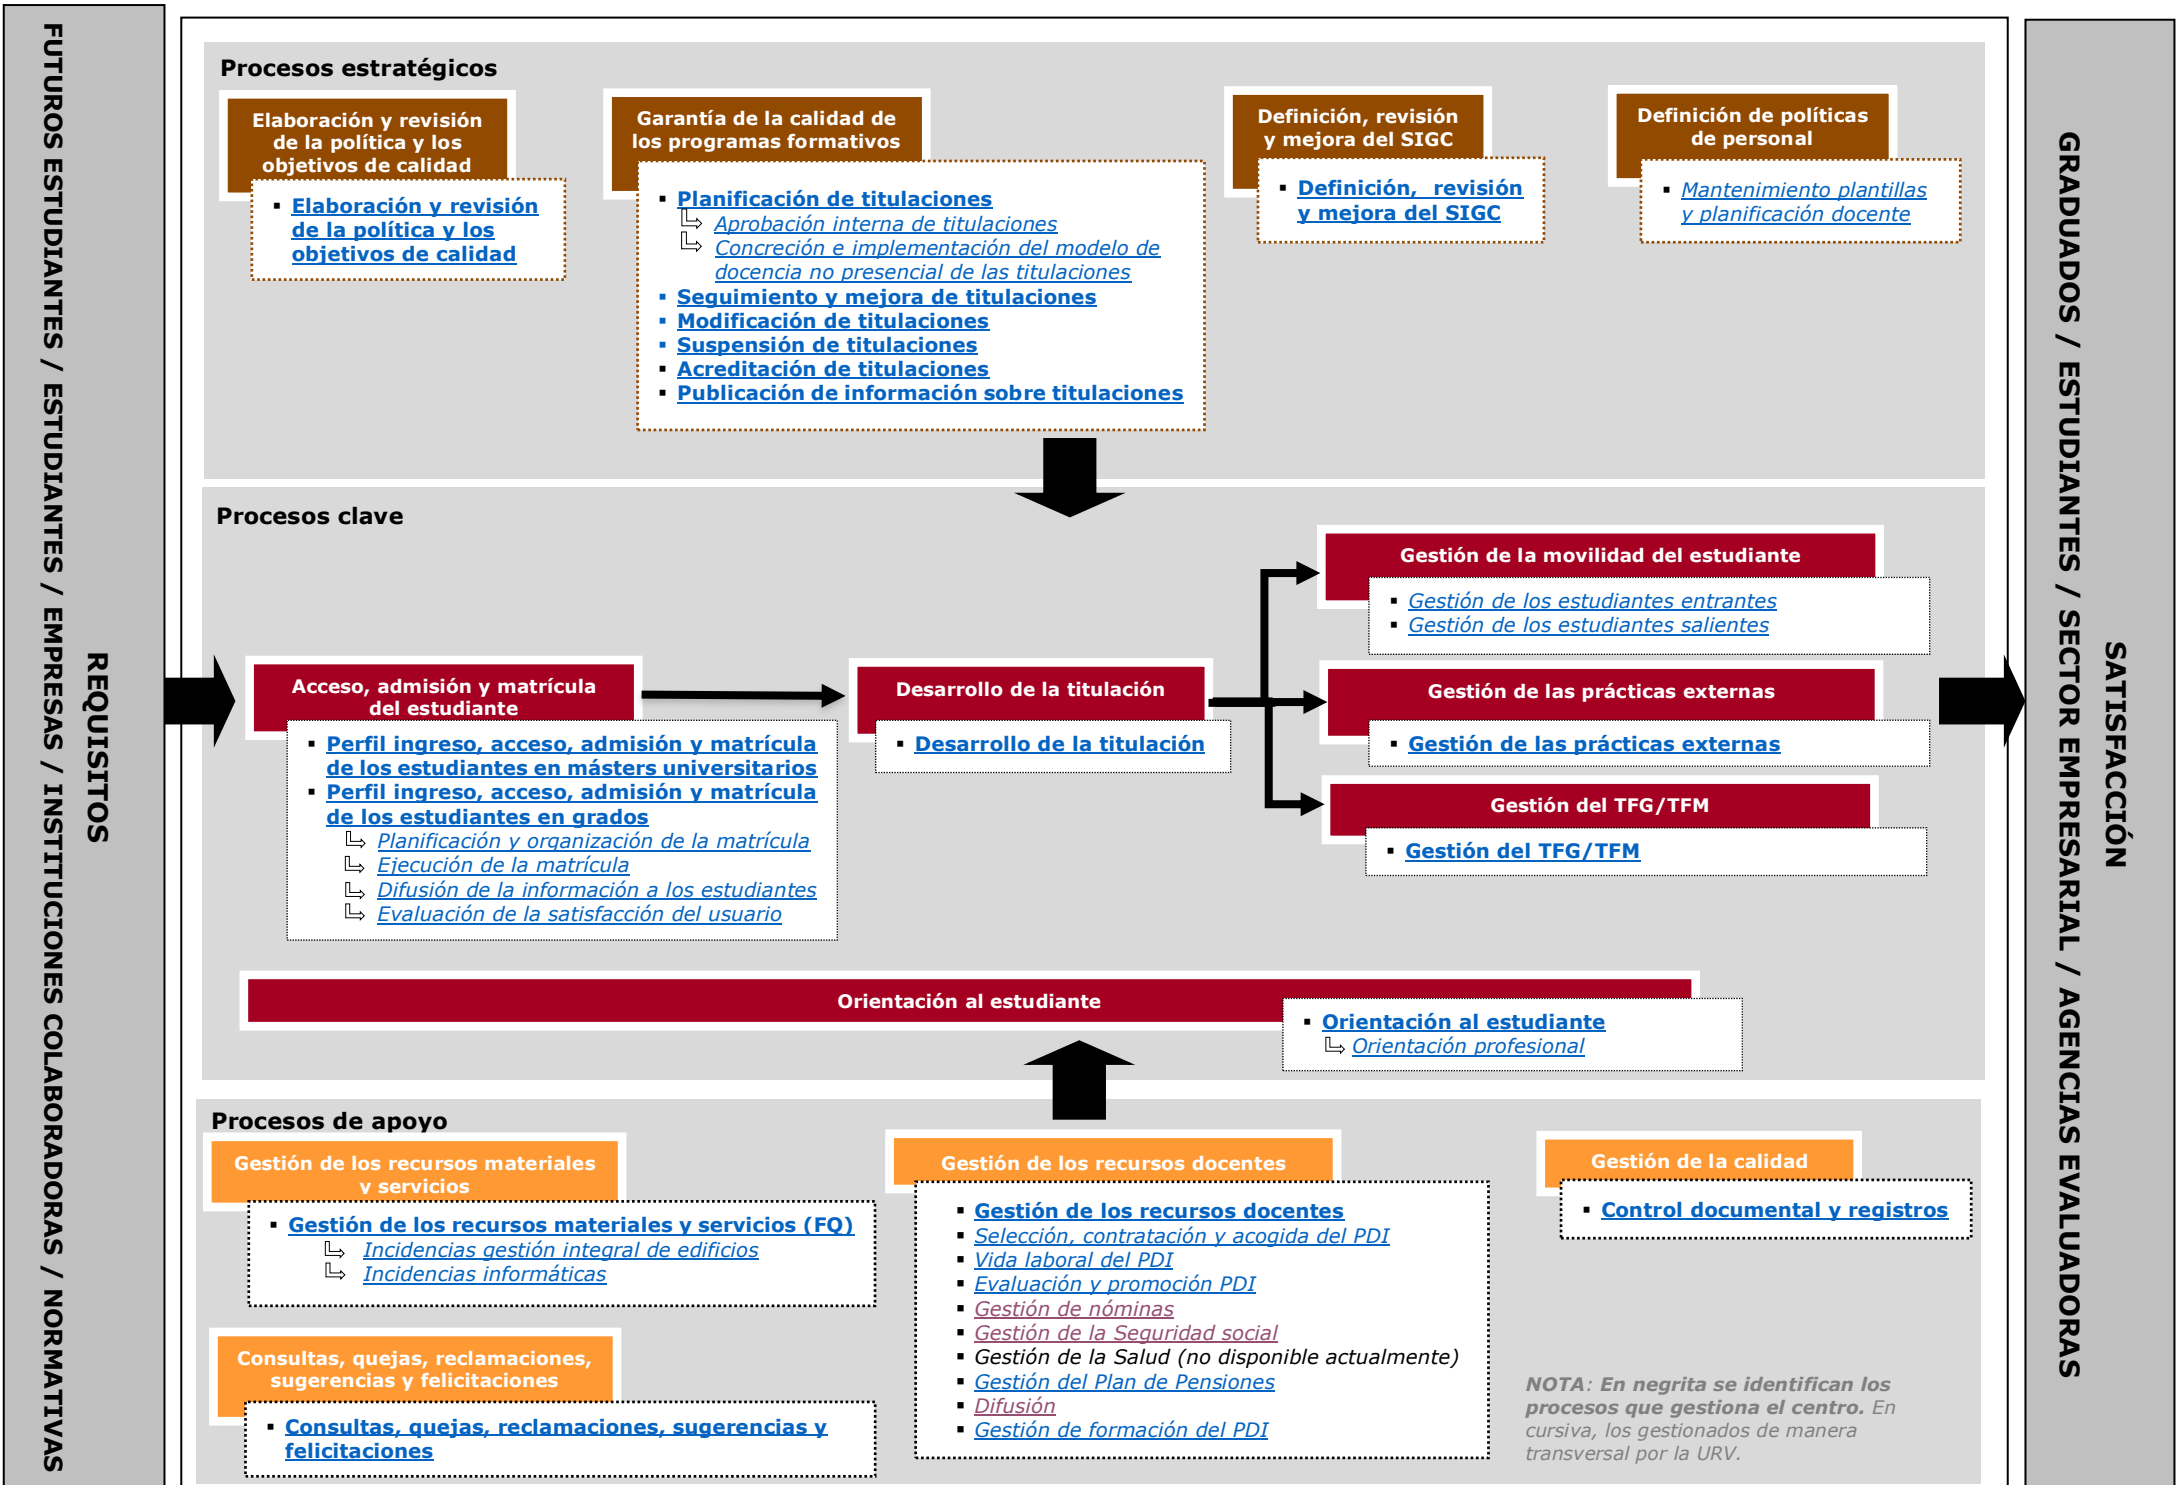 FUTUROS ESTUDIANTES / ESTUDIANTES / EMPRESAS / INSTITUCIONES COLABORADORAS / NORMATIVAS
REQUISITOS
Procesos estratégicos
Elaboración y revisión
de la política y los
objetivos de calidad
▪ Elaboración y revisión
de la política y los
objetivos de calidad
Garantía de la calidad de
los programas formativos
▪ Planificación de titulaciones
Aprobación interna de titulaciones
Concreción e implementación del modelo de
docencia no presencial de las titulaciones
▪ Seguimiento y mejora de titulaciones
▪ Modificación de titulaciones
▪ Suspensión de titulaciones
▪ Acreditación de titulaciones
▪ Publicación de información sobre titulaciones
Definición, revisión
y mejora del SIGC
▪ Definición, revisión
y mejora del SIGC
Definición de políticas
de personal
▪ Mantenimiento plantillas
y planificación docente
Procesos clave
Acceso, admisión y matrícula
del estudiante
▪ Perfil ingreso, acceso, admisión y matrícula
de los estudiantes en másters universitarios
▪ Perfil ingreso, acceso, admisión y matrícula
de los estudiantes en grados
Planificación y organización de la matrícula
Ejecución de la matrícula
Difusión de la información a los estudiantes
Evaluación de la satisfacción del usuario
Desarrollo de la titulación
▪ Desarrollo de la titulación
Gestión de la movilidad del estudiante
▪ Gestión de los estudiantes entrantes
▪ Gestión de los estudiantes salientes
Gestión de las prácticas externas
▪ Gestión de las prácticas externas
Gestión del TFG/TFM
▪ Gestión del TFG/TFM
Orientación al estudiante
▪ Orientación al estudiante
Orientación profesional
Procesos de apoyo
Gestión de los recursos materiales
y servicios
▪ Gestión de los recursos materiales y servicios (FQ)
Incidencias gestión integral de edificios
Incidencias informáticas
Consultas, quejas, reclamaciones,
sugerencias y felicitaciones
▪ Consultas, quejas, reclamaciones, sugerencias y
felicitaciones
Gestión de los recursos docentes
▪ Gestión de los recursos docentes
▪ Selección, contratación y acogida del PDI
▪ Vida laboral del PDI
▪ Evaluación y promoción PDI
▪ Gestión de nóminas
▪ Gestión de la Seguridad social
▪ Gestión de la Salud (no disponible actualmente)
▪ Gestión del Plan de Pensiones
▪ Difusión
▪ Gestión de formación del PDI
Gestión de la calidad
▪ Control documental y registros
NOTA: En negrita se identifican los
procesos que gestiona el centro. En
cursiva, los gestionados de manera
transversal por la URV.
SATISFACCIÓN
GRADUADOS / ESTUDIANTES / SECTOR EMPRESARIAL / AGENCIAS EVALUADORAS